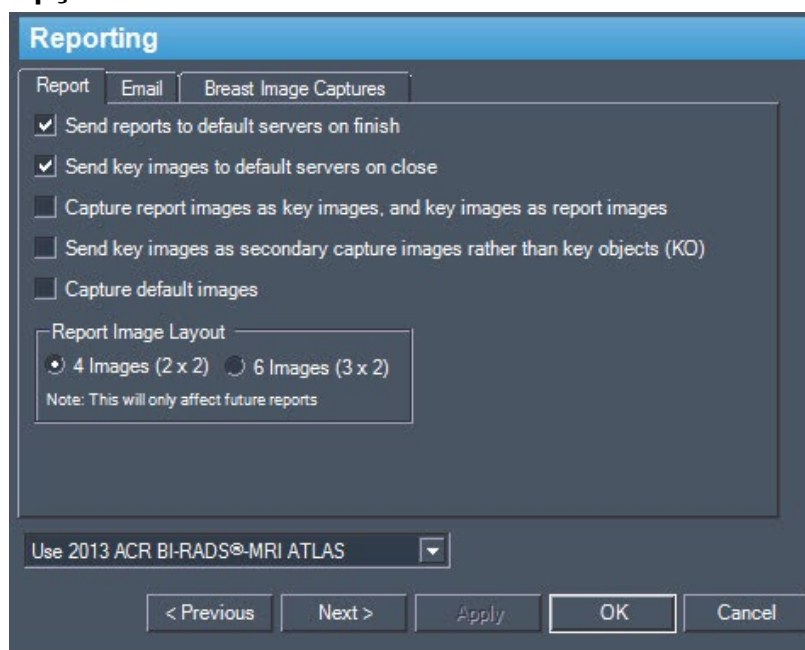 Reporting
Report Email Breast Image Captures
Send reports to default servers on finish
Send key images to default servers on close
Capture report images as key images, and key images as report images
Send key images as secondary capture images rather than key objects (KO)
Capture default images
Report Image Layout
4 Images (2 x 2) 6 Images (3 x 2)
Note: This will only affect future reports
Use 2013 ACR BI-RADS®-MRI ATLAS
< Previous Next > Apply OK Cancel